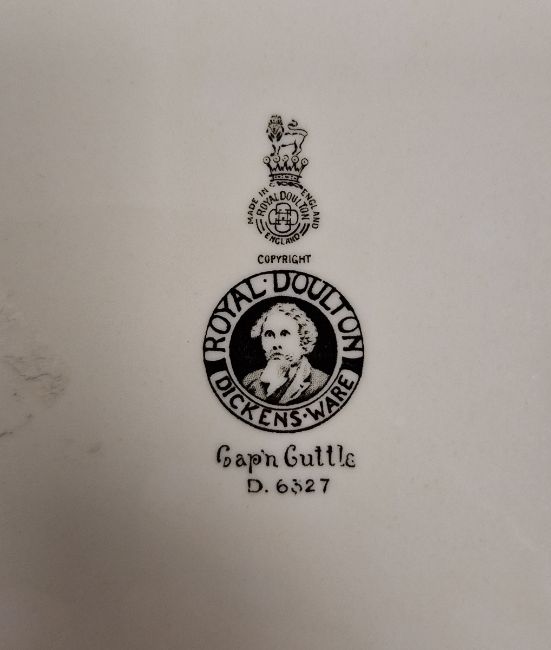 MADE IN ENGLAND
ROYAL DOULTON
ENGLAND
COPYRIGHT
ROYAL·DOULTON
DICKENS·WARE
Cap'n Cuttle
D. 6327